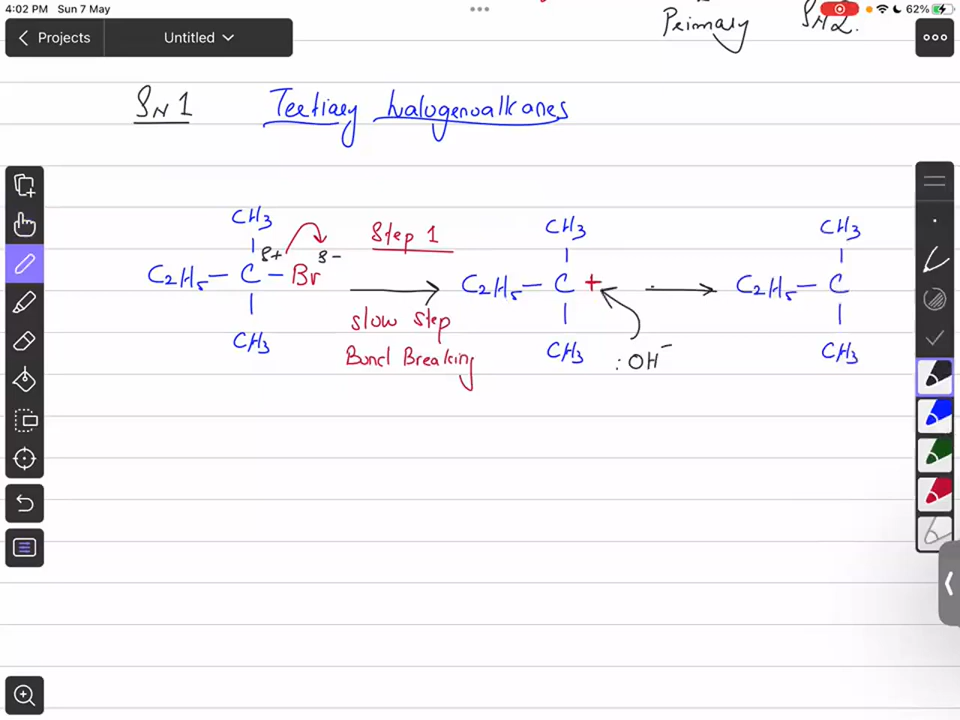 4:02 PM Sun 7 May
62%
Projects
Untitled
Primary SN2.
SN1 Tertiary halogenoalkanes
CH3 CH3 CH3
δ+ δ- Step 1
C2H5 - C - Br C2H5 - C + C2H5 - C
slow step
CH3 Bond Breaking CH3 :OH- CH3